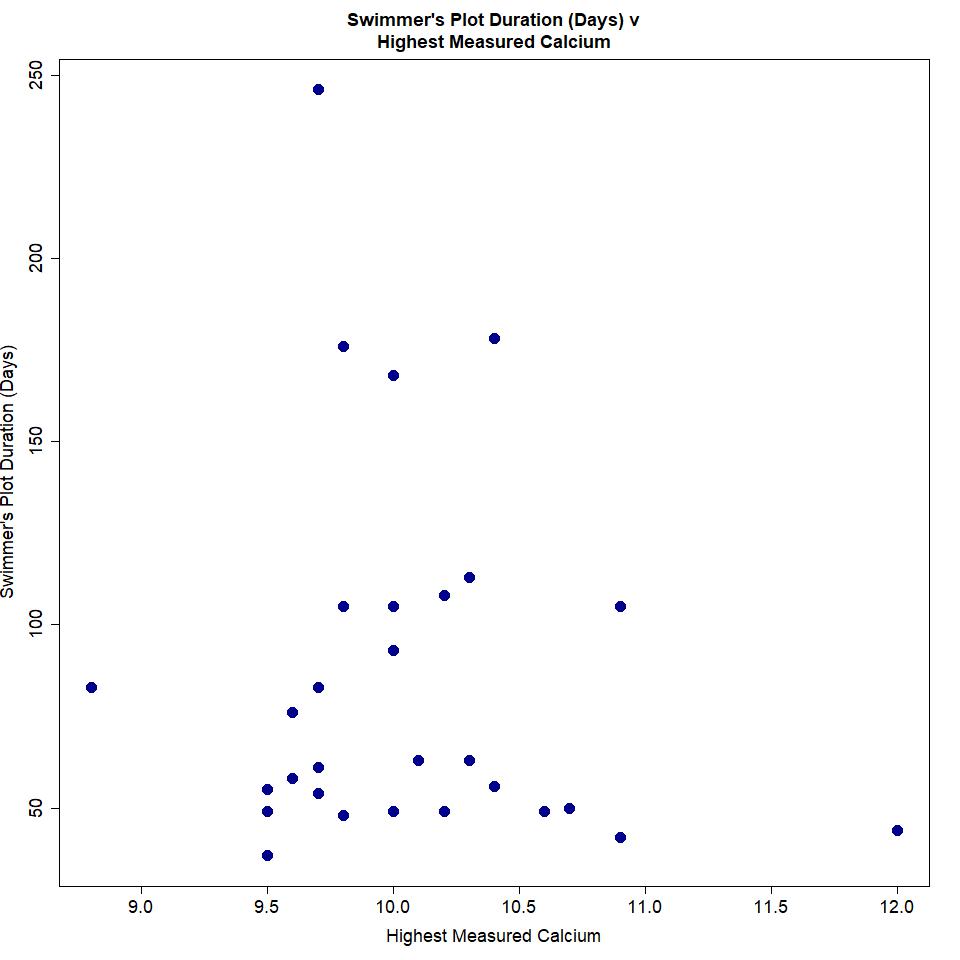 Swimmer's Plot Duration (Days) v
Highest Measured Calcium
Swimmer's Plot Duration (Days)
250
200
150
100
50
9.0 9.5 10.0 10.5 11.0 11.5 12.0
Highest Measured Calcium